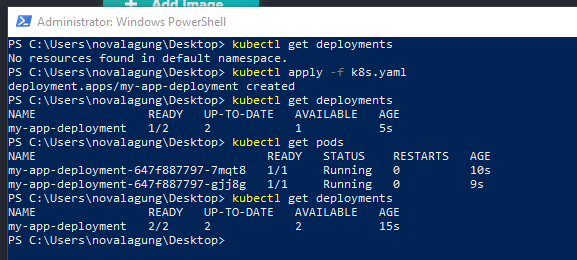 Add image
Administrator: Windows PowerShell
PS C:\Users\novalagung\Desktop> kubectl get deployments
No resources found in default namespace.
PS C:\Users\novalagung\Desktop> kubectl apply -f k8s.yaml
deployment.apps/my-app-deployment created
PS C:\Users\novalagung\Desktop> kubectl get deployments
NAME READY UP-TO-DATE AVAILABLE AGE
my-app-deployment 1/2 2 1 5s
PS C:\Users\novalagung\Desktop> kubectl get pods
NAME READY STATUS RESTARTS AGE
my-app-deployment-647f887797-7mqt8 1/1 Running 0 10s
my-app-deployment-647f887797-gjj8g 1/1 Running 0 9s
PS C:\Users\novalagung\Desktop> kubectl get deployments
NAME READY UP-TO-DATE AVAILABLE AGE
my-app-deployment 2/2 2 2 15s
PS C:\Users\novalagung\Desktop>